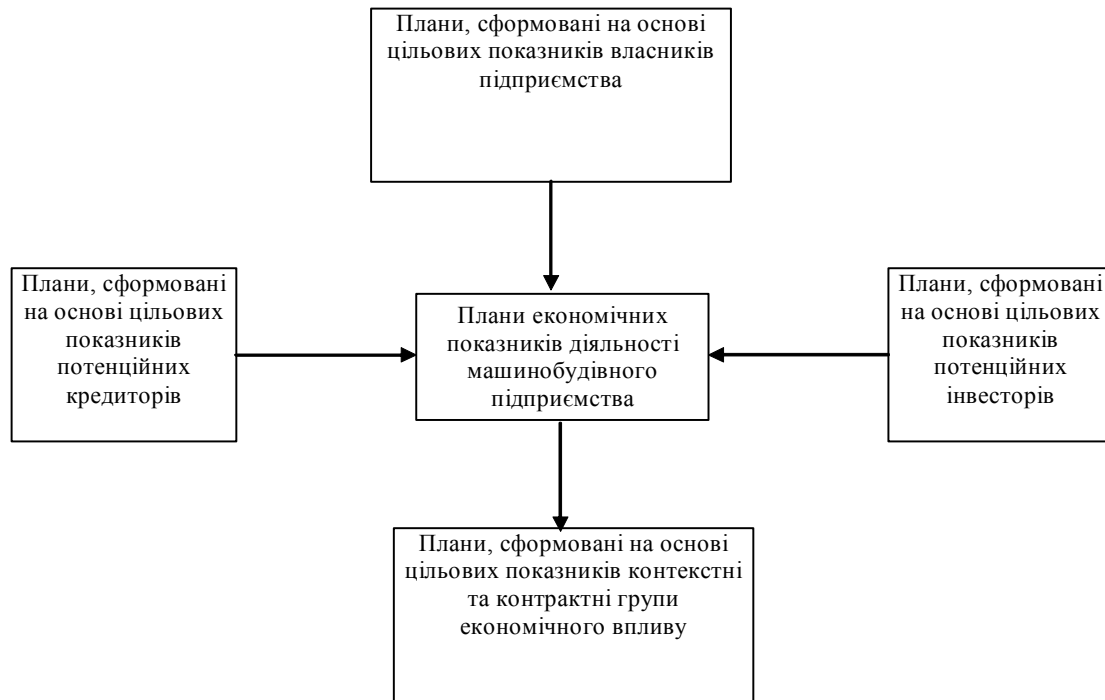 Плани, сформовані на основі
цільових показників власників
підприємства
Плани, сформовані
на основі цільових
показників
потенційних
кредиторів
Плани економічних
показників діяльності
машинобудівного
підприємства
Плани, сформовані
на основі цільових
показників
потенційних
інвесторів
Плани, сформовані на основі
цільових показників контекстні
та контрактні групи
економічного впливу